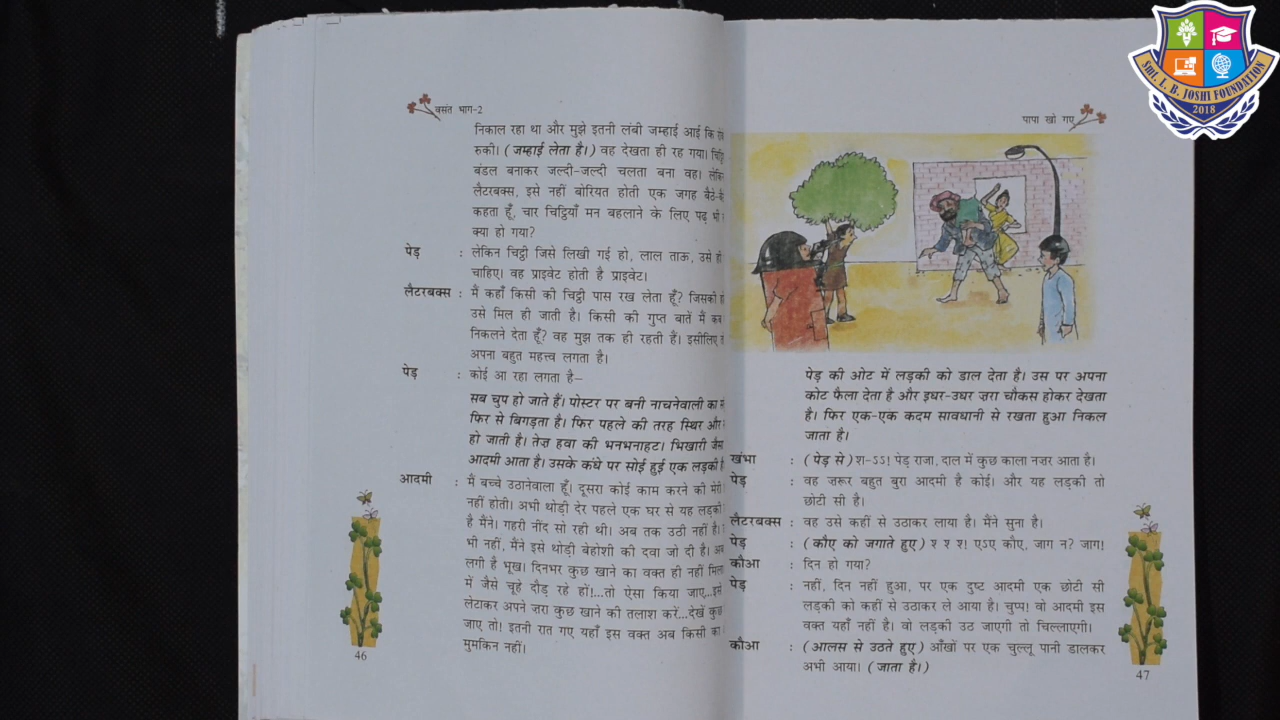 वसंत भाग-2
निकाल रहा था और मुझे इतनी लंबी जम्हाई आई कि
रुकी। (जम्हाई लेता है।) वह देखता ही रह गया।
बंडल बनाकर जल्दी-जल्दी चलता बना वह।
लैटरबक्स, इसे नहीं बोरियत होती एक जगह
कहता हूँ, चार चिट्ठियाँ मन बहलाने के लिए पढ़
क्या हो गया?
पेड़ : लेकिन चिट्ठी जिसे लिखी गई हो, लाल ताऊ, उसे
चाहिए। वह प्राइवेट होती है प्राइवेट।
लैटरबक्स : मैं कहाँ किसी की चिट्ठी पास रख लेता हूँ? जिसकी
उसे मिल ही जाती है। किसी की गुप्त बातें मैं
निकलने देता हूँ? वह मुझ तक ही रहती हैं। इसीलिए
अपना बहुत महत्त्व लगता है।
पेड़ : कोई आ रहा लगता है–
सब चुप हो जाते हैं। पोस्टर पर बनी नाचनेवाली का
फिर से बिगड़ता है। फिर पहले की तरह स्थिर और
हो जाती है। तेज़ हवा की भनभनाहट। भिखारी
आदमी आता है। उसके कंधे पर सोई हुई एक लड़की
आदमी : मैं बच्चे उठानेवाला हूँ। दूसरा कोई काम करने की मेरी
नहीं होती। अभी थोड़ी देर पहले एक घर से यह लड़की
है मैंने। गहरी नींद सो रही थी। अब तक उठी नहीं है।
भी नहीं, मैंने इसे थोड़ी बेहोशी की दवा जो दी है।
लगी है भूख। दिनभर कुछ खाने का वक्त ही नहीं
में जैसे चूहे दौड़ रहे हों!...तो ऐसा किया जाए...
लेटाकर अपने ज़रा कुछ खाने की तलाश करें...देखें
जाए तो! इतनी रात गए यहाँ इस वक्त अब किसी का
मुमकिन नहीं।
46
पापा खो गए
पेड़ की ओट में लड़की को डाल देता है। उस पर अपना
कोट फैला देता है और इधर-उधर ज़रा चौकस होकर देखता
है। फिर एक-एक कदम सावधानी से रखता हुआ निकल
जाता है।
खंभा : (पेड़ से) श-ऽऽ! पेड़ राजा, दाल में कुछ काला नज़र आता है।
पेड़ : वह ज़रूर बहुत बुरा आदमी है कोई। और यह लड़की तो
छोटी सी है।
लैटरबक्स : वह उसे कहीं से उठाकर लाया है। मैंने सुना है।
पेड़ : (कौए को जगाते हुए) श श श! एऽए कौए, जाग न? जाग!
कौआ : दिन हो गया?
पेड़ : नहीं, दिन नहीं हुआ, पर एक दुष्ट आदमी एक छोटी सी
लड़की को कहीं से उठाकर ले आया है। चुप्प! वो आदमी इस
वक्त यहाँ नहीं है। वो लड़की उठ जाएगी तो चिल्लाएगी।
कौआ : (आलस से उठते हुए) आँखों पर एक चुल्लू पानी डालकर
अभी आया। (जाता है।)
47
Smt. L. B. JOSHI FOUNDATION
2018